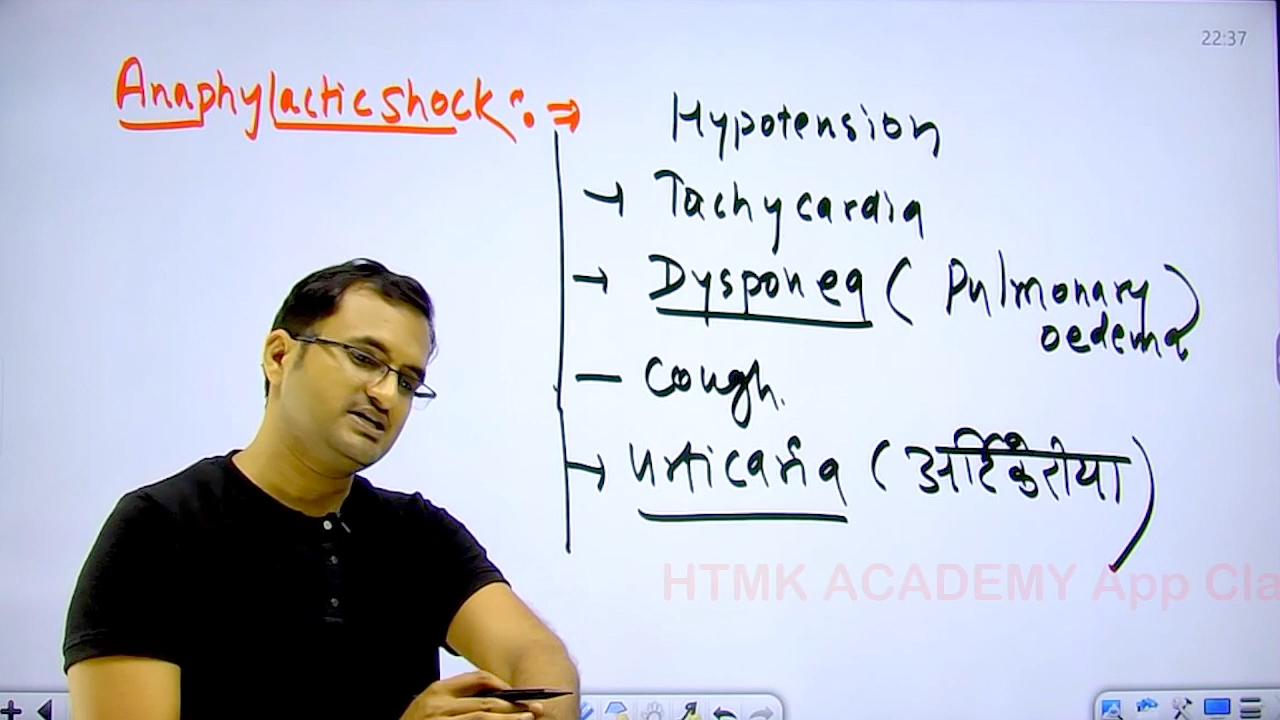 22:37
Anaphylactic shock :⇒ Hypotension
→ Tachycardia
→ Dysponea ( Pulmonary oedema )
— Cough.
→ Urticaria ( अर्टिकेरीया )
HTMK ACADEMY App Cla